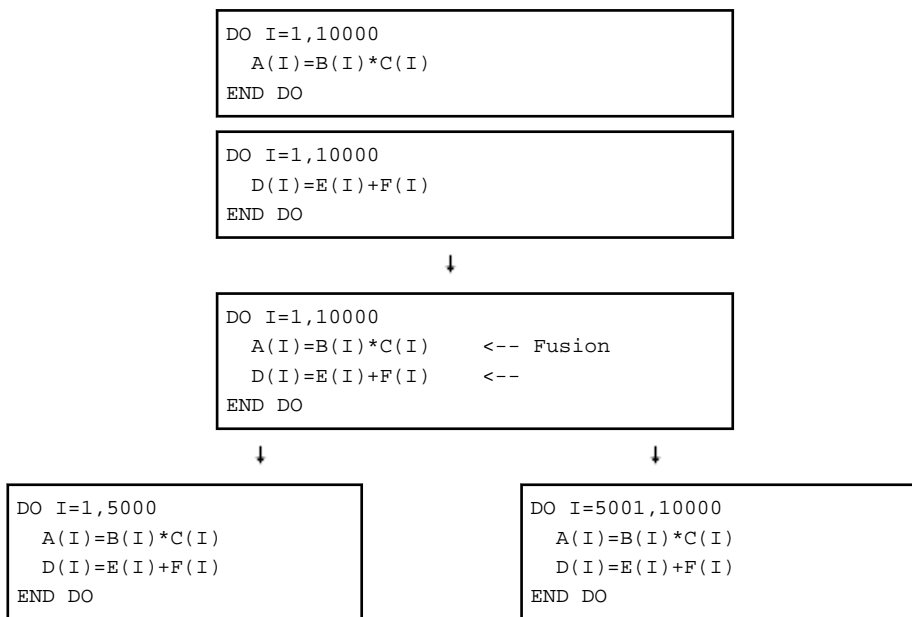 DO I=1,10000
  A(I)=B(I)*C(I)
END DO
DO I=1,10000
  D(I)=E(I)+F(I)
END DO
DO I=1,10000
  A(I)=B(I)*C(I)    <-- Fusion
  D(I)=E(I)+F(I)    <--
END DO
DO I=1,5000
  A(I)=B(I)*C(I)
  D(I)=E(I)+F(I)
END DO
DO I=5001,10000
  A(I)=B(I)*C(I)
  D(I)=E(I)+F(I)
END DO